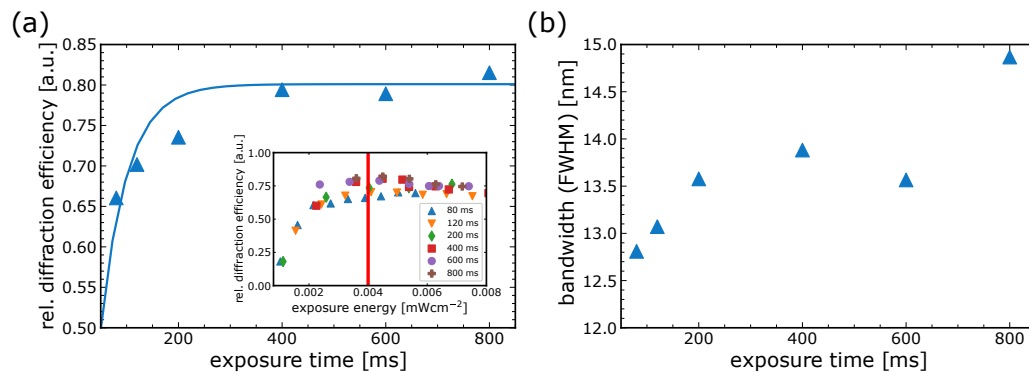 (a)
rel. diffraction efficiency [a.u.]
0.85
0.80
0.75
0.70
0.65
0.60
0.55
0.50
200
400
600
800
exposure time [ms]
rel. diffraction efficiency [a.u.]
1.00
0.75
0.50
0.25
0.00
0.002
0.004
0.006
0.008
exposure energy [mWcm⁻²]
80 ms
120 ms
200 ms
400 ms
600 ms
800 ms
(b)
bandwidth (FWHM) [nm]
15.0
14.5
14.0
13.5
13.0
12.5
12.0
200
400
600
800
exposure time [ms]